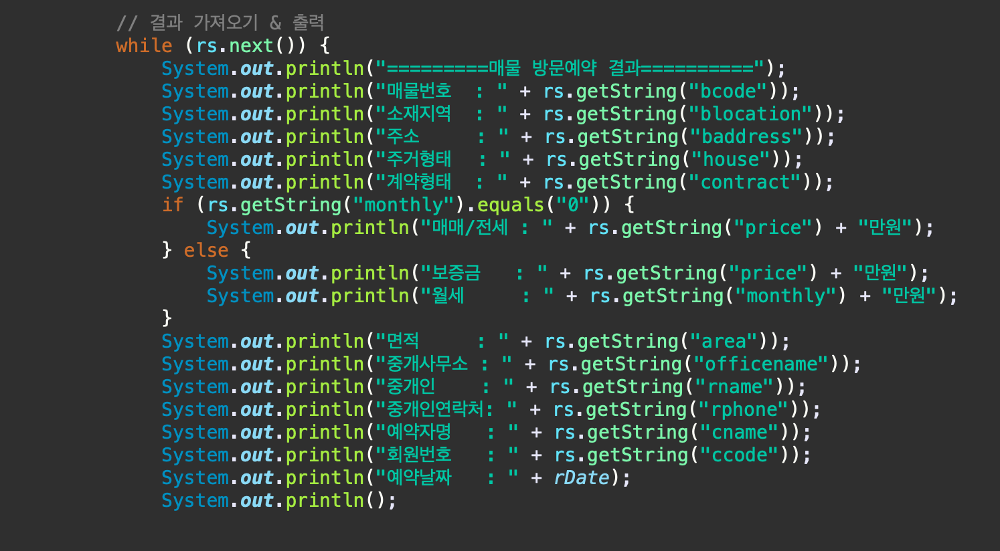 // 결과 가져오기 & 출력
while (rs.next()) {
System.out.println("=========매물 방문예약 결과==========");
System.out.println("매물번호  : " + rs.getString("bcode"));
System.out.println("소재지역  : " + rs.getString("blocation"));
System.out.println("주소     : " + rs.getString("baddress"));
System.out.println("주거형태  : " + rs.getString("house"));
System.out.println("계약형태  : " + rs.getString("contract"));
if (rs.getString("monthly").equals("0")) {
System.out.println("매매/전세 : " + rs.getString("price") + "만원");
} else {
System.out.println("보증금   : " + rs.getString("price") + "만원");
System.out.println("월세     : " + rs.getString("monthly") + "만원");
}
System.out.println("면적     : " + rs.getString("area"));
System.out.println("중개사무소 : " + rs.getString("officename"));
System.out.println("중개인    : " + rs.getString("rname"));
System.out.println("중개인연락처: " + rs.getString("rphone"));
System.out.println("예약자명   : " + rs.getString("cname"));
System.out.println("회원번호   : " + rs.getString("ccode"));
System.out.println("예약날짜   : " + rDate);
System.out.println();